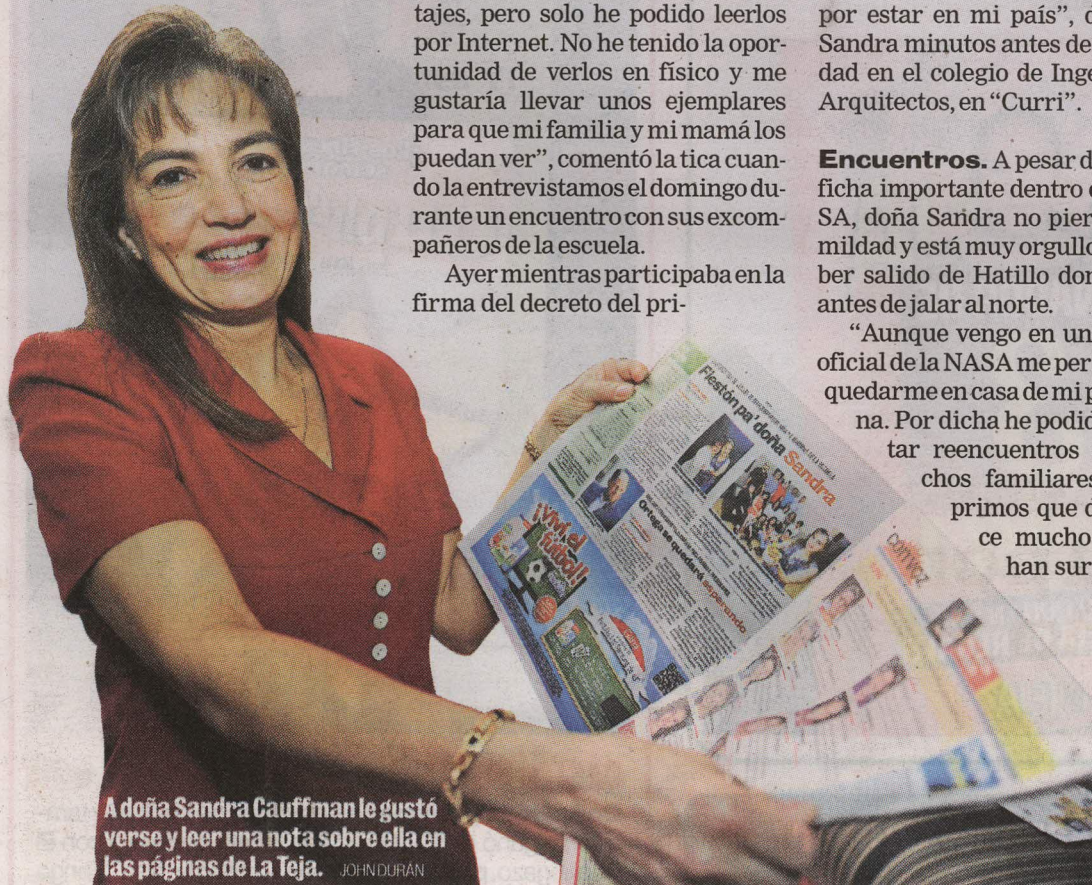 tajes, pero solo he podido leerlos
por Internet. No he tenido la opor-
tunidad de verlos en físico y me
gustaría llevar unos ejemplares
para que mi familia y mi mamá los
puedan ver”, comentó la tica cuan-
do la entrevistamos el domingo du-
rante un encuentro con sus excom-
pañeros de la escuela.
Ayer mientras participaba en la
firma del decreto del pri-
por estar en mi país”, d
Sandra minutos antes de
dad en el colegio de Inge
Arquitectos, en “Curri”.
Encuentros. A pesar d
ficha importante dentro d
SA, doña Sandra no pier
mildad y está muy orgullo
ber salido de Hatillo don
antes de jalar al norte.
“Aunque vengo en un
oficial de la NASA me per
quedarme en casa de mi p
na. Por dicha he podid
tar reencuentros
chos familiares
primos que d
ce mucho
han sur
Fiestón pa' doña Sandra
Ortega se quedará esperando
¡Viví el
fútbol!
convoz
A doña Sandra Cauffman le gustó
verse y leer una nota sobre ella en
las páginas de La Teja. JOHN DURÁN